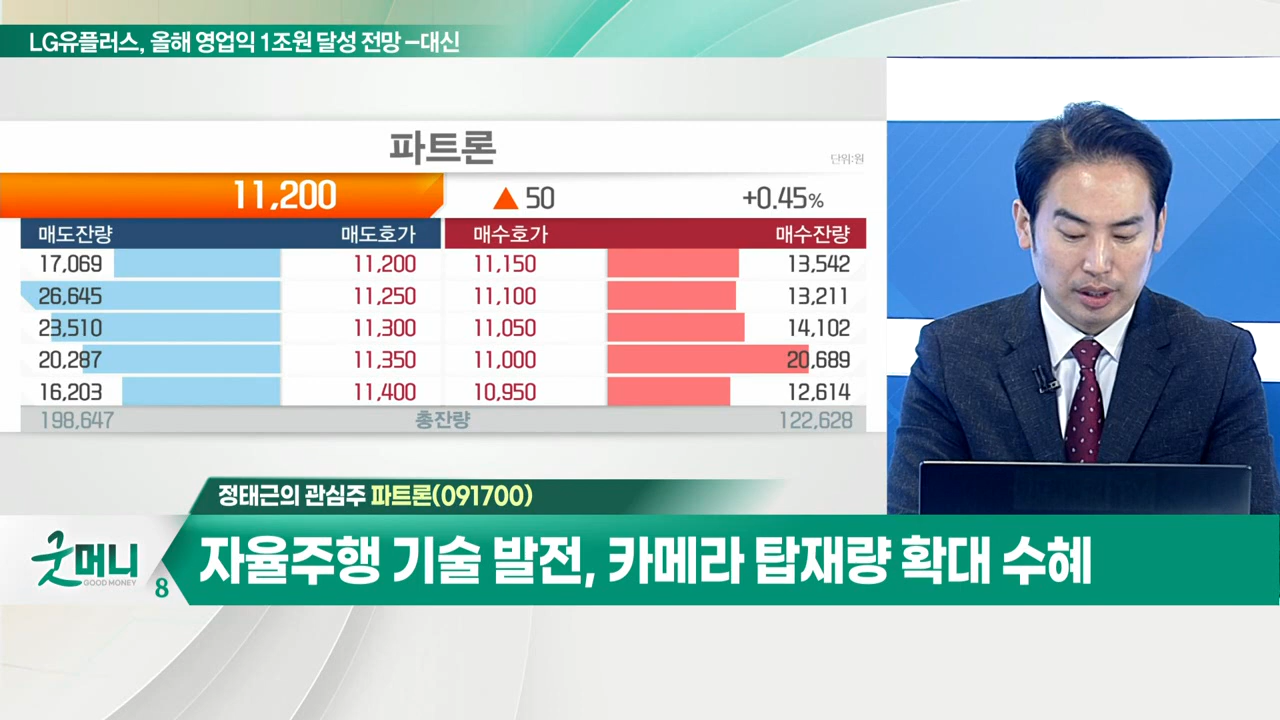 LG유플러스, 올해 영업익 1조원 달성 전망 –대신
파트론
단위:원
11,200 ▲ 50 +0.45%
매도잔량 매도호가 매수호가 매수잔량
17,069 11,200 11,150 13,542
26,645 11,250 11,100 13,211
23,510 11,300 11,050 14,102
20,287 11,350 11,000 20,689
16,203 11,400 10,950 12,614
198,647 총잔량 122,628
정태근의 관심주 파트론(091700)
굿머니
GOOD MONEY
8
자율주행 기술 발전, 카메라 탑재량 확대 수혜